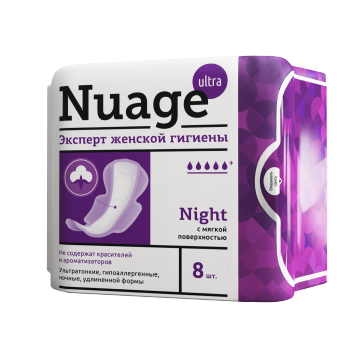 ultra
Nuage
Эксперт женской гигиены
Night
с мягкой
поверхностью
Не содержат красителей
и ароматизаторов
Ультратонкие, гипоаллергенные,
ночные, удлиненной формы
8 шт.